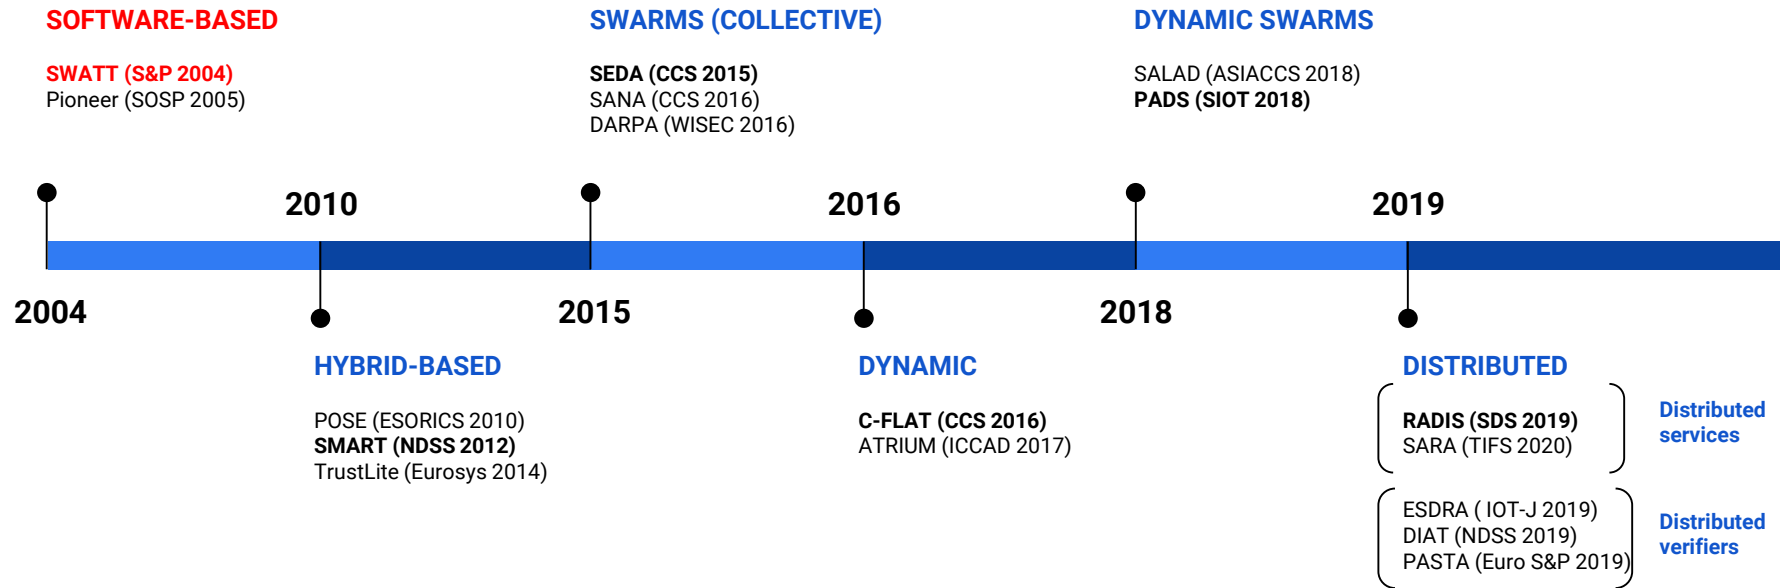 SOFTWARE-BASED
SWATT (S&P 2004)
Pioneer (SOSP 2005)
SWARMS (COLLECTIVE)
SEDA (CCS 2015)
SANA (CCS 2016)
DARPA (WISEC 2016)
DYNAMIC SWARMS
SALAD (ASIACCS 2018)
PADS (SIOT 2018)
2010
2016
2019
2004
2015
2018
HYBRID-BASED
POSE (ESORICS 2010)
SMART (NDSS 2012)
TrustLite (Eurosys 2014)
DYNAMIC
C-FLAT (CCS 2016)
ATRIUM (ICCAD 2017)
DISTRIBUTED
RADIS (SDS 2019)
SARA (TIFS 2020)
Distributed
services
ESDRA ( IOT-J 2019)
DIAT (NDSS 2019)
PASTA (Euro S&P 2019)
Distributed
verifiers